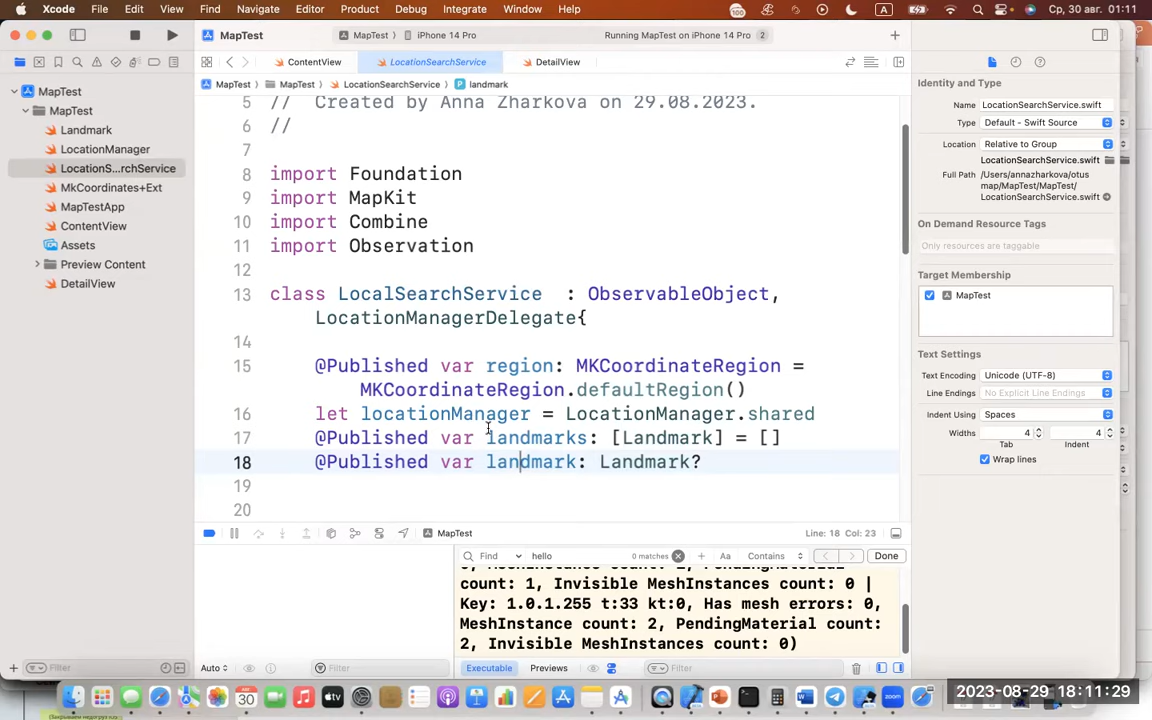 Xcode File Edit View Find Navigate Editor Product Debug Integrate Window Help A Ср, 30 авг. 01:11
MapTest MapTest iPhone 14 Pro Running MapTest on iPhone 14 Pro 2
ContentView LocationSearchService DetailView
MapTest MapTest LocationSearchService landmark
MapTest
MapTest
Landmark
LocationManager
LocationS...rchService
MkCoordinates+Ext
MapTestApp
ContentView
Assets
Preview Content
DetailView
Filter
5 // Created by Anna Zharkova on 29.08.2023.
6 //
7
8 import Foundation
9 import MapKit
10 import Combine
11 import Observation
12
13 class LocalSearchService : ObservableObject,
LocationManagerDelegate{
14
15 @Published var region: MKCoordinateRegion =
MKCoordinateRegion.defaultRegion()
16 let locationManager = LocationManager.shared
17 @Published var landmarks: [Landmark] = []
18 @Published var landmark: Landmark?
19
20
MapTest Line: 18 Col: 23
Find hello 0 matches Aa Contains Done
count: 1, Invisible MeshInstances count: 0 |
Key: 1.0.1.255 t:33 kt:0, Has mesh errors: 0,
MeshInstance count: 2, PendingMaterial count:
2, Invisible MeshInstances count: 0)
Auto Filter Executable Previews Filter
Identity and Type
Name LocationSearchService.swift
Type Default - Swift Source
Location Relative to Group
LocationSearchService.swift
Full Path /Users/annazharkova/otus
map/MapTest/MapTest/
LocationSearchService.swift
On Demand Resource Tags
Only resources are taggable
Target Membership
MapTest
Text Settings
Text Encoding Unicode (UTF-8)
Line Endings No Explicit Line Endings
Indent Using Spaces
Widths 4 4
Tab Indent
Wrap lines
30
tv
zoom
2023-08-29 18:11:29